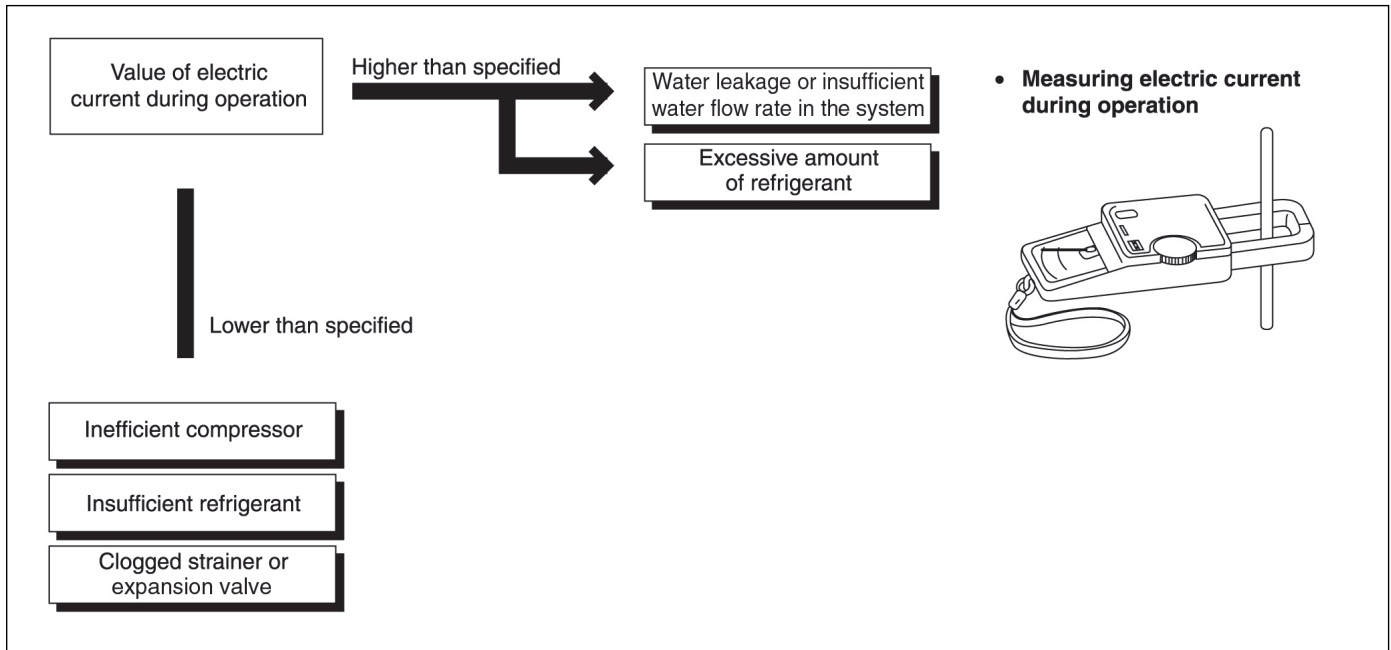 Value of electric
current during operation
Higher than specified
Water leakage or insufficient
water flow rate in the system
Excessive amount
of refrigerant
• Measuring electric current
during operation
Lower than specified
Inefficient compressor
Insufficient refrigerant
Clogged strainer or
expansion valve